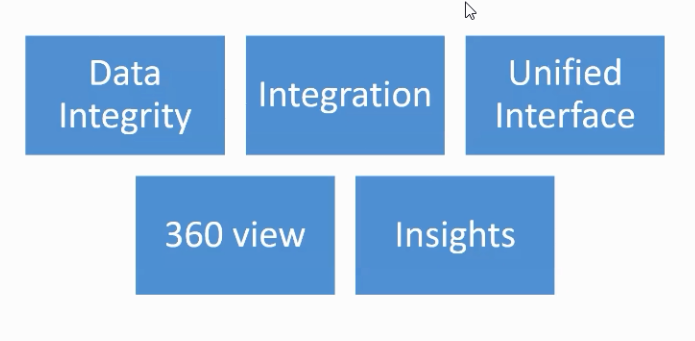 Data
Integrity
Integration
Unified
Interface
360 view
Insights